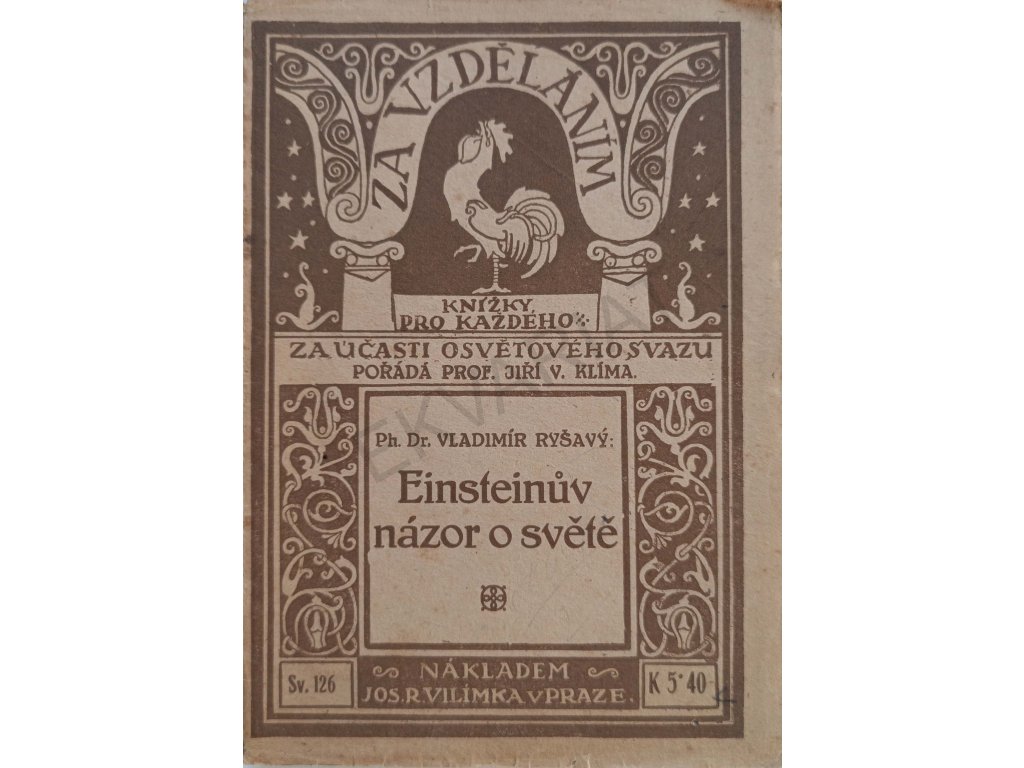 ZA VZDĚLÁNÍM
KNÍŽKY
PRO KAŽDÉHO
ZA ÚČASTI OSVĚTOVÉHO SVAZU
POŘÁDÁ PROF. JIŘÍ V. KLÍMA.
Ph. Dr. VLADIMÍR RYŠAVÝ:
Einsteinův
názor o světě
NÁKLADEM
JOS. R. VILÍMKA V PRAZE.
Sv. 126
K 5·40